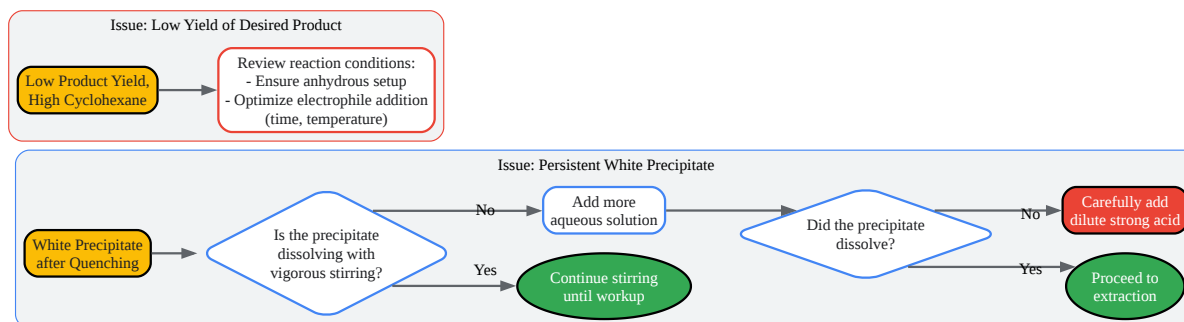 Issue: Low Yield of Desired Product
Low Product Yield,
High Cyclohexane
Review reaction conditions:
- Ensure anhydrous setup
- Optimize electrophile addition
(time, temperature)
Issue: Persistent White Precipitate
White Precipitate
after Quenching
Is the precipitate
dissolving with
vigorous stirring?
No
Add more
aqueous solution
Did the precipitate
dissolve?
No
Carefully add
dilute strong acid
Yes
Continue stirring
until workup
Yes
Proceed to
extraction